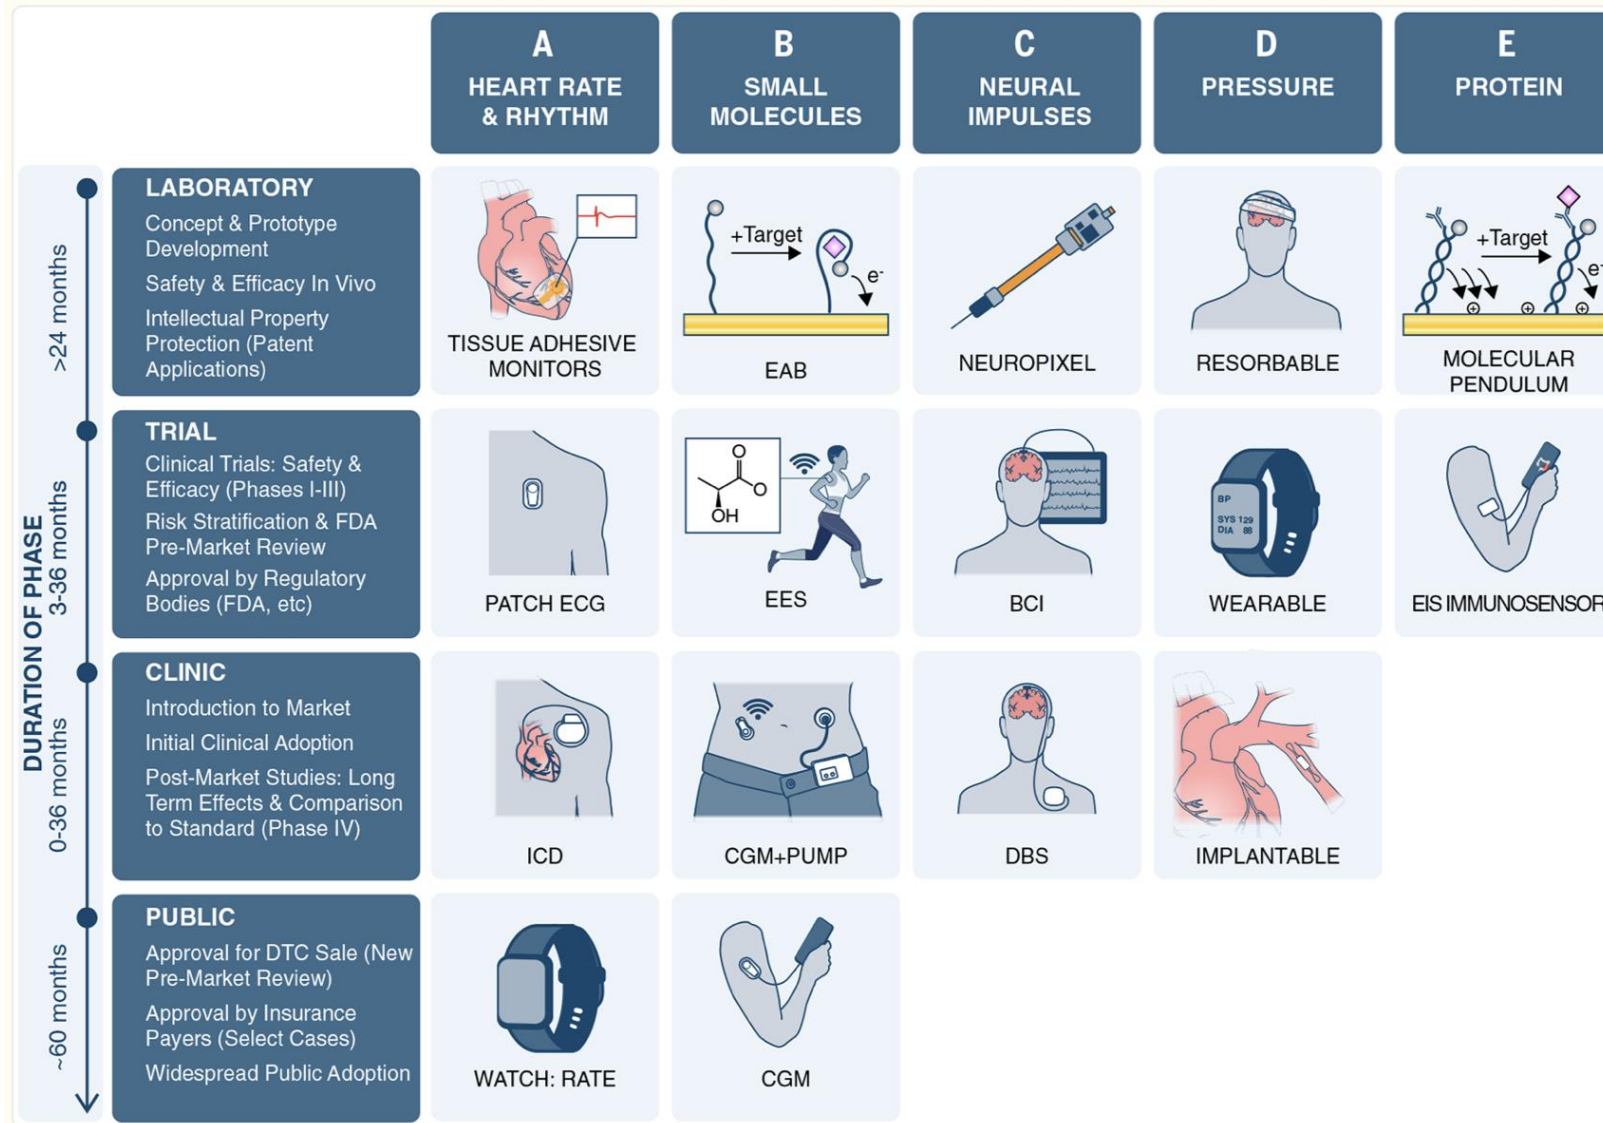 A
HEART RATE
& RHYTHM
B
SMALL
MOLECULES
C
NEURAL
IMPULSES
D
PRESSURE
E
PROTEIN
DURATION OF PHASE
>24 months
LABORATORY
Concept & Prototype
Development
Safety & Efficacy In Vivo
Intellectual Property
Protection (Patent
Applications)
TISSUE ADHESIVE
MONITORS
+Target
e-
EAB
NEUROPIXEL
RESORBABLE
+Target
e-
+
+
+
MOLECULAR
PENDULUM
3-36 months
TRIAL
Clinical Trials: Safety &
Efficacy (Phases I-III)
Risk Stratification & FDA
Pre-Market Review
Approval by Regulatory
Bodies (FDA, etc)
PATCH ECG
O
O
OH
EES
BCI
BP
SYS 129
DIA 88
WEARABLE
EIS IMMUNOSENSOR
0-36 months
CLINIC
Introduction to Market
Initial Clinical Adoption
Post-Market Studies: Long
Term Effects & Comparison
to Standard (Phase IV)
ICD
CGM+PUMP
DBS
IMPLANTABLE
~60 months
PUBLIC
Approval for DTC Sale (New
Pre-Market Review)
Approval by Insurance
Payers (Select Cases)
Widespread Public Adoption
WATCH: RATE
CGM